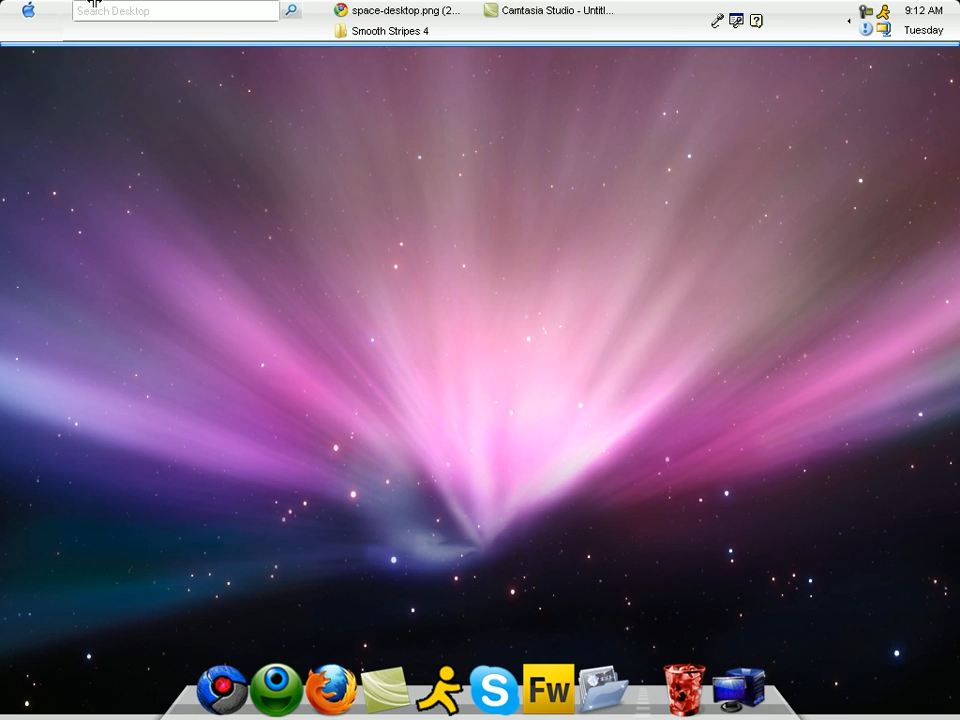 Search Desktop
space-desktop.png (2...
Camtasia Studio - Untitl...
Smooth Stripes 4
9:12 AM
Tuesday
Fw
S